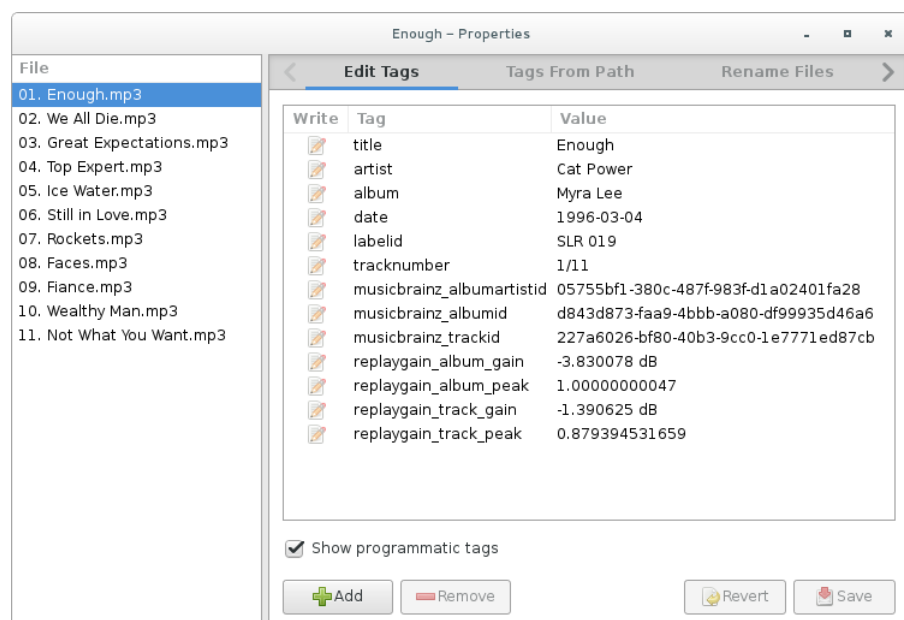 Enough – Properties
File
01. Enough.mp3
02. We All Die.mp3
03. Great Expectations.mp3
04. Top Expert.mp3
05. Ice Water.mp3
06. Still in Love.mp3
07. Rockets.mp3
08. Faces.mp3
09. Fiance.mp3
10. Wealthy Man.mp3
11. Not What You Want.mp3
Edit Tags Tags From Path Rename Files
Write Tag Value
title Enough
artist Cat Power
album Myra Lee
date 1996-03-04
labelid SLR 019
tracknumber 1/11
musicbrainz_albumartistid 05755bf1-380c-487f-983f-d1a02401fa28
musicbrainz_albumid d843d873-faa9-4bbb-a080-df99935d46a6
musicbrainz_trackid 227a6026-bf80-40b3-9cc0-1e7771ed87cb
replaygain_album_gain -3.830078 dB
replaygain_album_peak 1.00000000047
replaygain_track_gain -1.390625 dB
replaygain_track_peak 0.879394531659
Show programmatic tags
Add Remove Revert Save